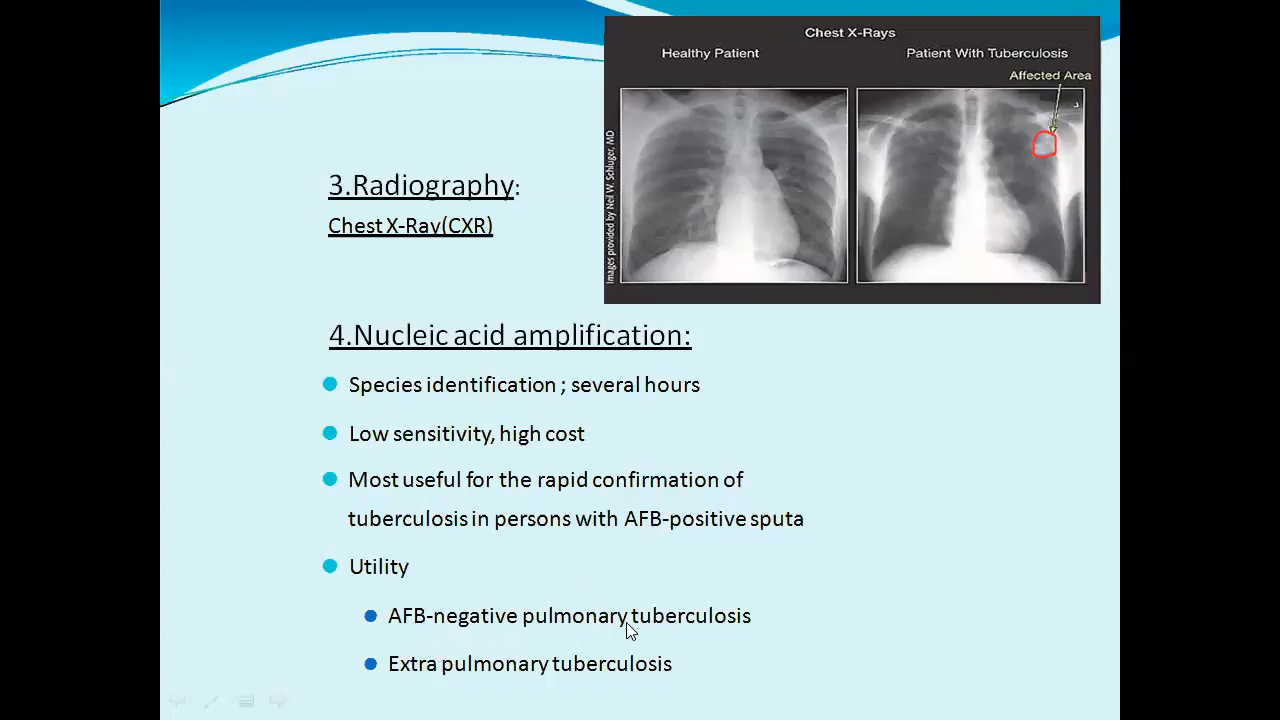 Chest X-Rays
Healthy Patient
Patient With Tuberculosis
Affected Area
Images provided by Neil W. Schluger, MD
3.Radiography:
Chest X-Ray(CXR)
4.Nucleic acid amplification:
Species identification ; several hours
Low sensitivity, high cost
Most useful for the rapid confirmation of
tuberculosis in persons with AFB-positive sputa
Utility
AFB-negative pulmonary tuberculosis
Extra pulmonary tuberculosis